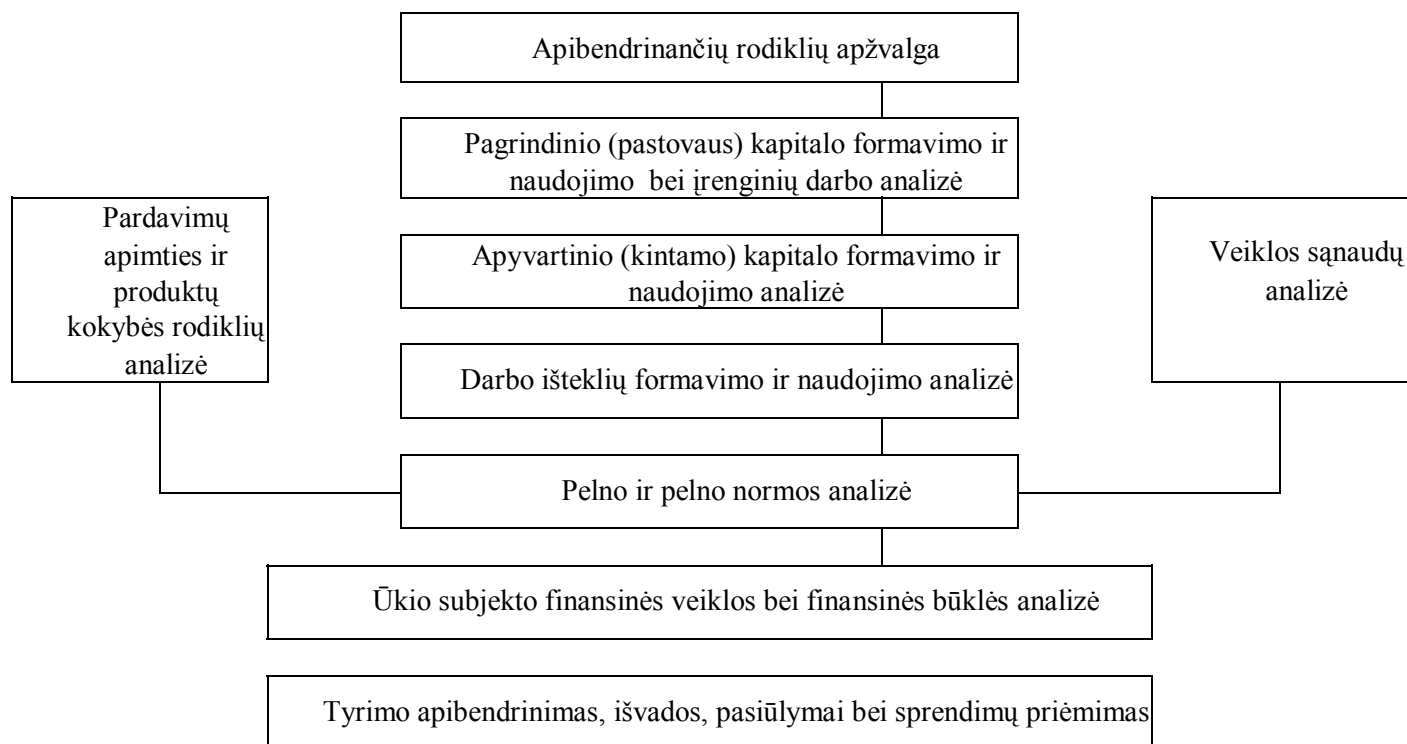 Apibendrinančių rodiklių apžvalga
Pagrindinio (pastovaus) kapitalo formavimo ir
naudojimo bei įrenginių darbo analizė
Pardavimų
apimties ir
produktų
kokybės rodiklių
analizė
Apyvartinio (kintamo) kapitalo formavimo ir
naudojimo analizė
Veiklos sąnaudų
analizė
Darbo išteklių formavimo ir naudojimo analizė
Pelno ir pelno normos analizė
Ūkio subjekto finansinės veiklos bei finansinės būklės analizė
Tyrimo apibendrinimas, išvados, pasiūlymai bei sprendimų priėmimas